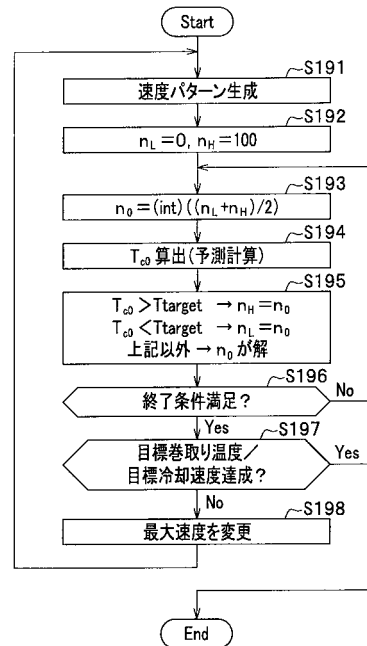 Start
S191
速度パターン生成
S192
n_L=0, n_H=100
S193
n_0=(int)((n_L+n_H)/2)
S194
T_c0 算出(予測計算)
S195
T_c0>Ttarget → n_H=n_0
T_c0<Ttarget → n_L=n_0
上記以外 → n_0が解
S196
終了条件満足?
No
Yes
S197
目標巻取り温度/
目標冷却速度達成?
Yes
No
S198
最大速度を変更
End